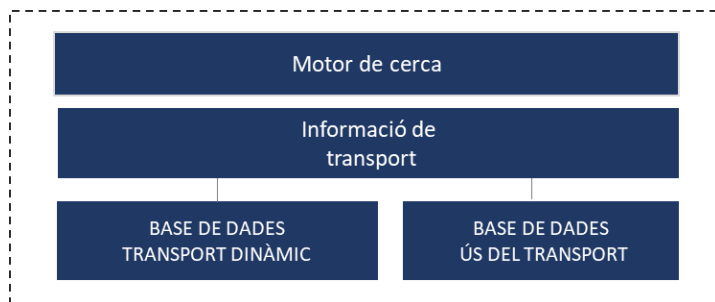 Motor de cerca
Informació de
transport
BASE DE DADES
TRANSPORT DINÀMIC
BASE DE DADES
ÚS DEL TRANSPORT